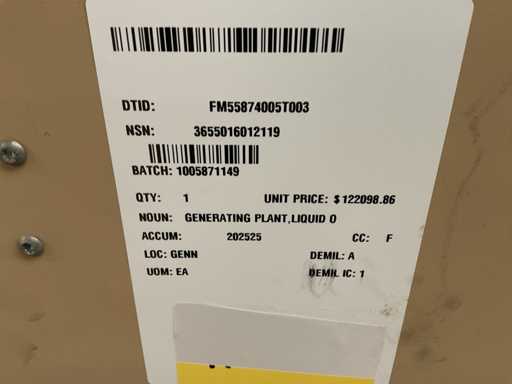 DTID: FM55874005T003
NSN: 3655016012119
BATCH: 1005871149
QTY: 1 UNIT PRICE: $122098.86
NOUN: GENERATING PLANT,LIQUID O
ACCUM: 202525 CC: F
LOC: GENN DEMIL: A
UOM: EA DEMIL IC: 1